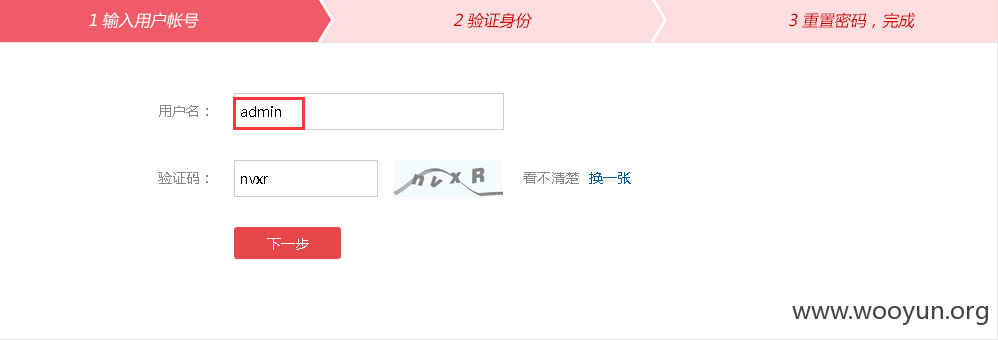 1 输入用户帐号
2 验证身份
3 重置密码，完成
用户名： admin
验证码： nvxr nvxR 看不清楚 换一张
下一步
www.wooyun.org